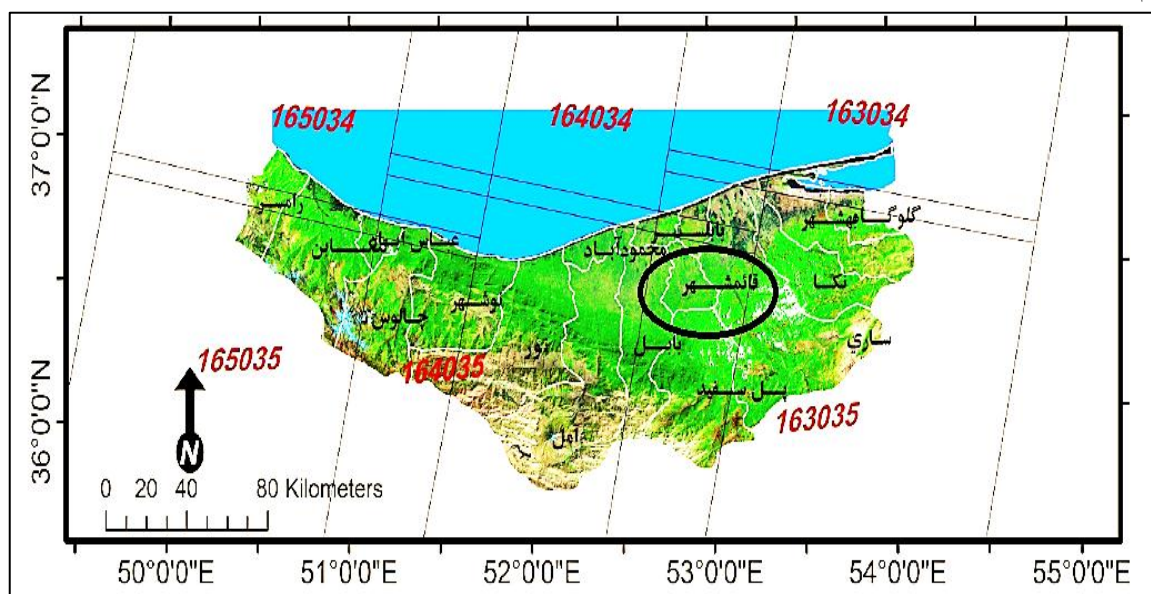 165034
164034
163034
37°0'0"N
رامسر
گلوگاه
بهشهر
عباس آباد
تنکابن
بابلسر
محمودآباد
نکا
قائمشهر
نوشهر
چالوس
بابل
نور
ساري
165035
164035
پل سفید
163035
36°0'0"N
آمل
N
0 20 40 80 Kilometers
50°0'0"E 51°0'0"E 52°0'0"E 53°0'0"E 54°0'0"E 55°0'0"E